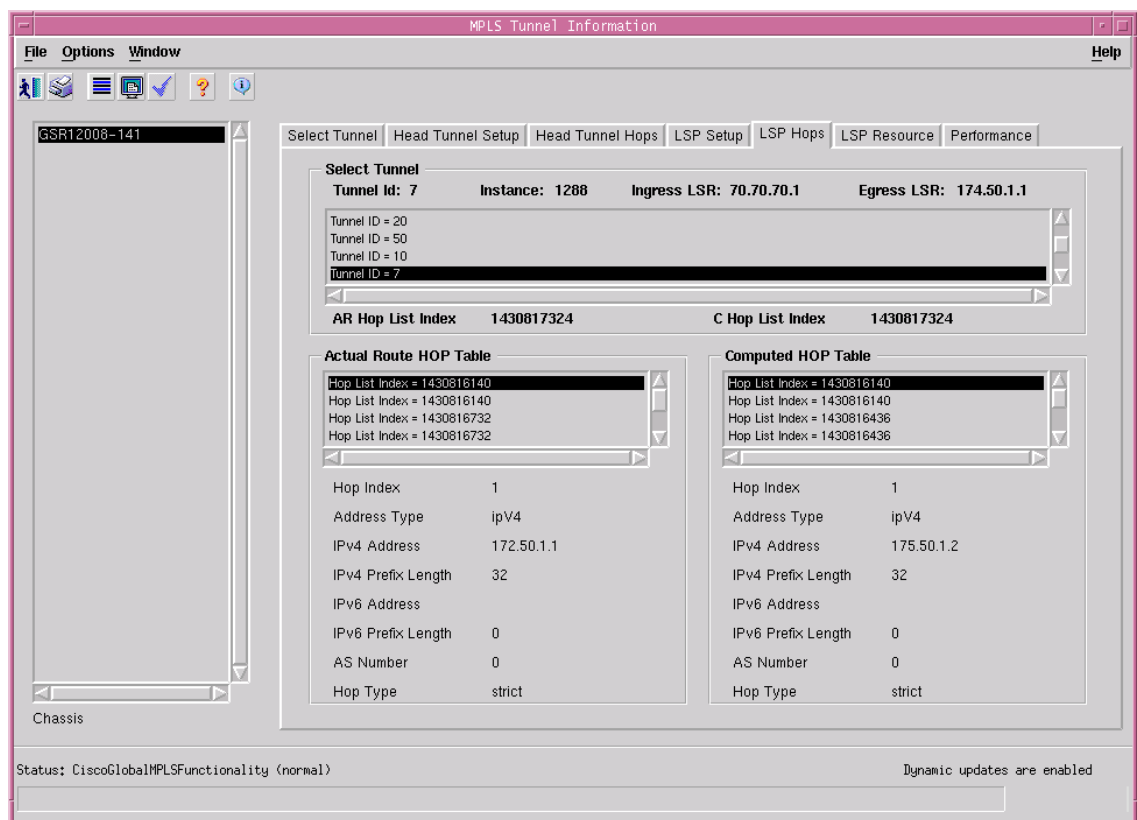 MPLS Tunnel Information
File Options Window Help
GSR12008-141
Chassis
Select Tunnel Head Tunnel Setup Head Tunnel Hops LSP Setup LSP Hops LSP Resource Performance
Select Tunnel
Tunnel Id: 7 Instance: 1288 Ingress LSR: 70.70.70.1 Egress LSR: 174.50.1.1
Tunnel ID = 20
Tunnel ID = 50
Tunnel ID = 10
Tunnel ID = 7
AR Hop List Index 1430817324 C Hop List Index 1430817324
Actual Route HOP Table
Hop List Index = 1430816140
Hop List Index = 1430816140
Hop List Index = 1430816732
Hop List Index = 1430816732
Hop Index 1
Address Type ipV4
IPv4 Address 172.50.1.1
IPv4 Prefix Length 32
IPv6 Address
IPv6 Prefix Length 0
AS Number 0
Hop Type strict
Computed HOP Table
Hop List Index = 1430816140
Hop List Index = 1430816140
Hop List Index = 1430816436
Hop List Index = 1430816436
Hop Index 1
Address Type ipV4
IPv4 Address 175.50.1.2
IPv4 Prefix Length 32
IPv6 Address
IPv6 Prefix Length 0
AS Number 0
Hop Type strict
Status: CiscoGlobalMPLSFunctionality (normal) Dynamic updates are enabled